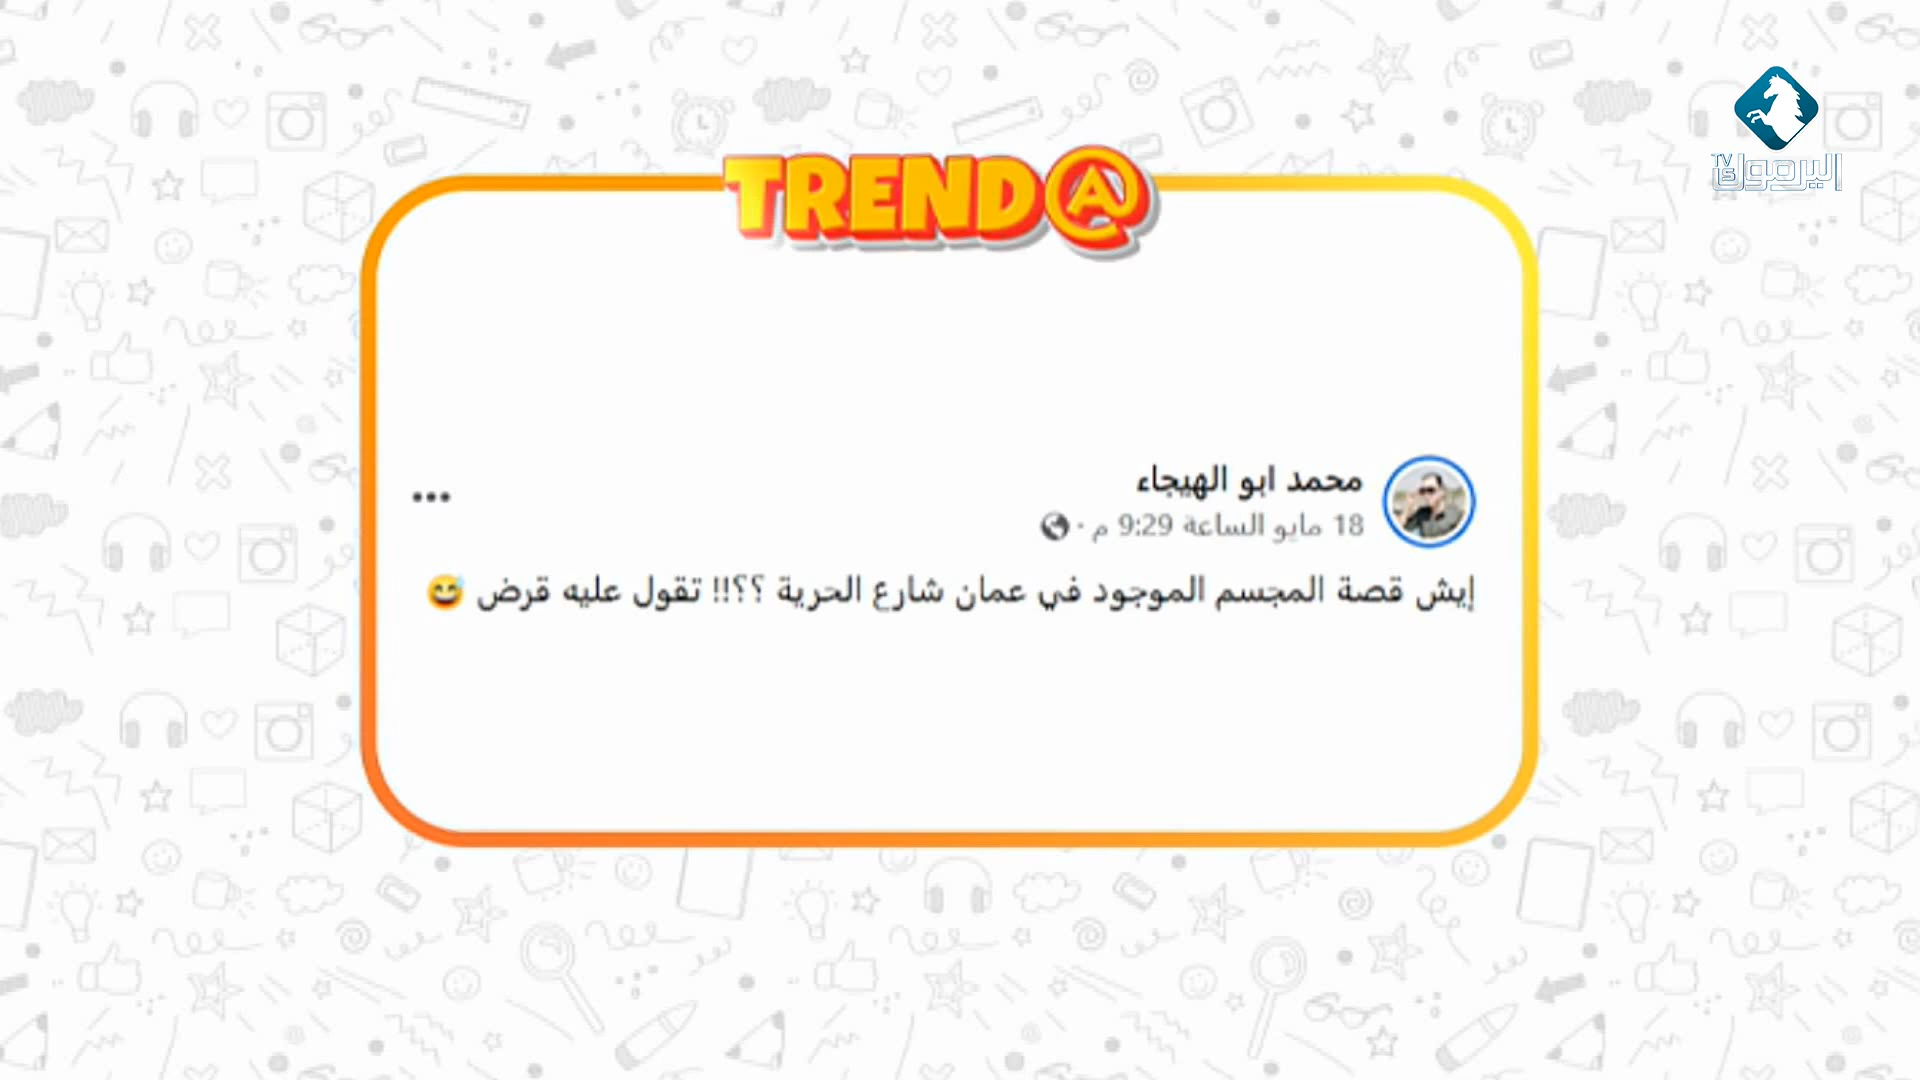 TREND@
اليرموك
TV
محمد ابو الهيجاء
18 مايو الساعة 9:29 م ·
إيش قصة المجسم الموجود في عمان شارع الحرية ؟؟!! تقول عليه قرض 😅